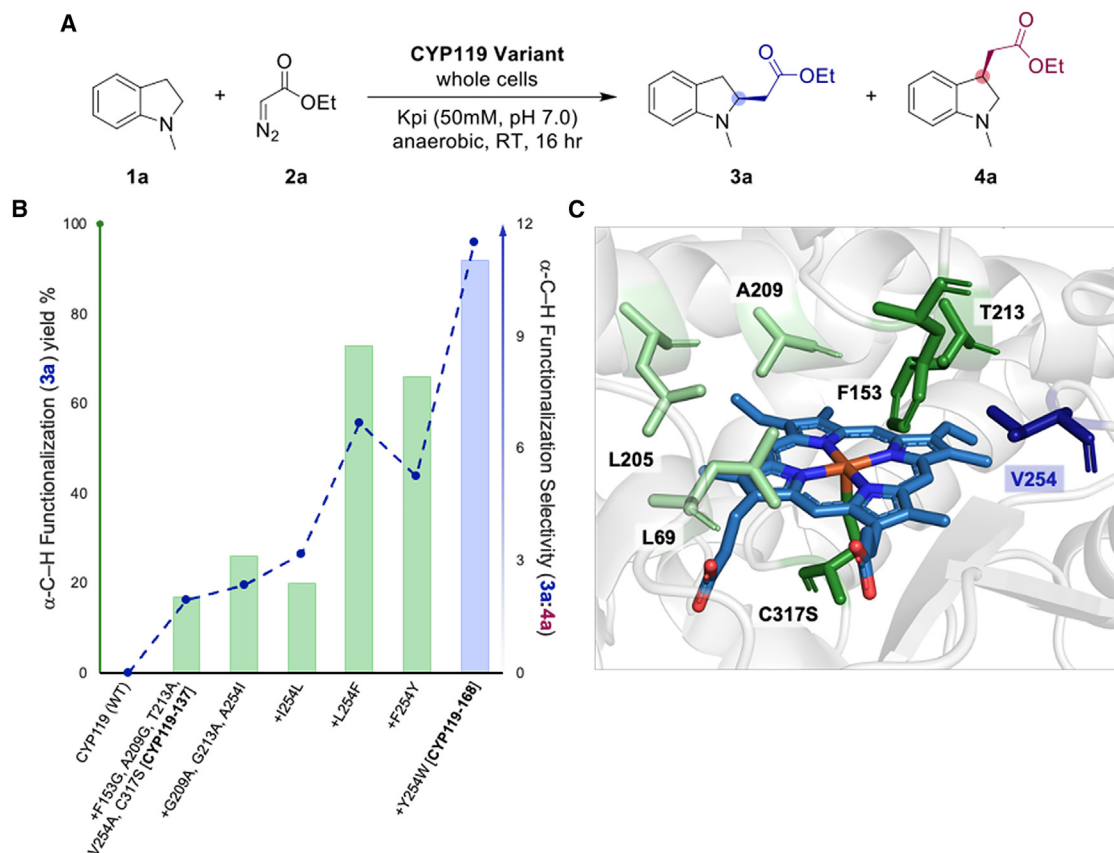 A
CYP119 Variant
whole cells
Kpi (50mM, pH 7.0)
anaerobic, RT, 16 hr
N
1a
+
O
OEt
N2
2a
O
OEt
N
3a
+
O
OEt
N
4a
B
α-C–H Functionalization (3a) yield %
100
80
60
40
20
0
α-C–H Functionalization Selectivity (3a:4a)
12
9
6
3
0
CYP119 (WT)
+F153G, A209G, T213A,
V254A, C317S [CYP119-137]
+G209A, G213A, A254I
+I254L
+L254F
+F254Y
+Y254W [CYP119-168]
C
A209
T213
F153
L205
V254
L69
C317S